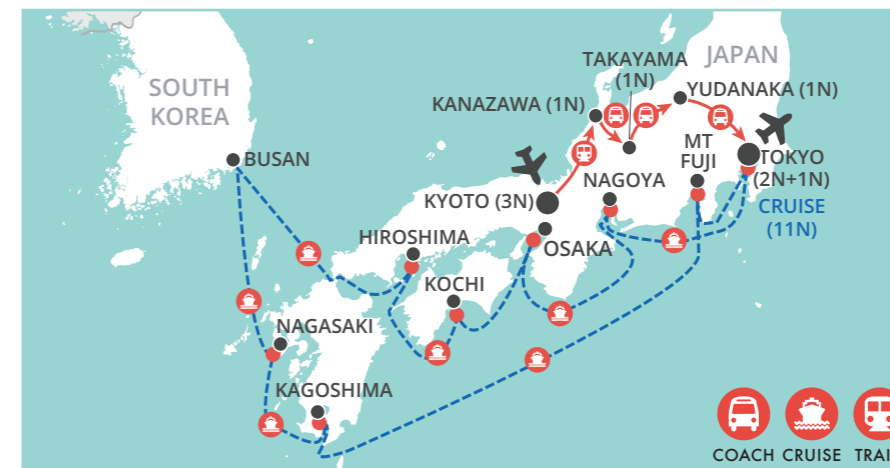 SOUTH
KOREA
BUSAN
JAPAN
TAKAYAMA
(1N)
KANAZAWA (1N)
YUDANAKA (1N)
MT
FUJI
TOKYO
(2N+1N)
CRUISE
(11N)
NAGOYA
KYOTO (3N)
OSAKA
HIROSHIMA
KOCHI
NAGASAKI
KAGOSHIMA
COACH CRUISE TRAI